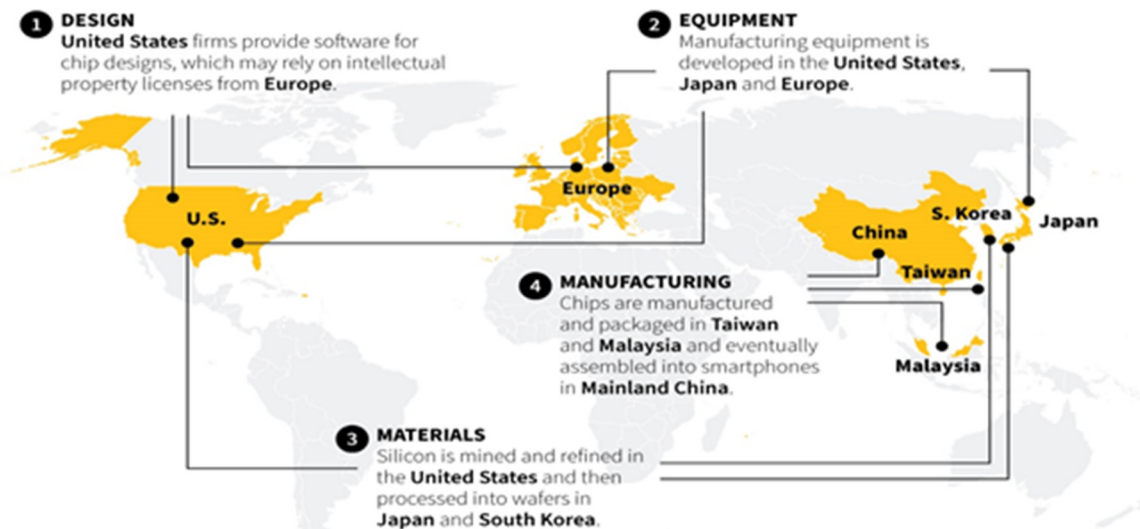 1 DESIGN
United States firms provide software for
chip designs, which may rely on intellectual
property licenses from Europe.
2 EQUIPMENT
Manufacturing equipment is
developed in the United States,
Japan and Europe.
Europe
U.S.
S. Korea
Japan
China
Taiwan
4 MANUFACTURING
Chips are manufactured
and packaged in Taiwan
and Malaysia and eventually
assembled into smartphones
in Mainland China.
Malaysia
3 MATERIALS
Silicon is mined and refined in
the United States and then
processed into wafers in
Japan and South Korea.